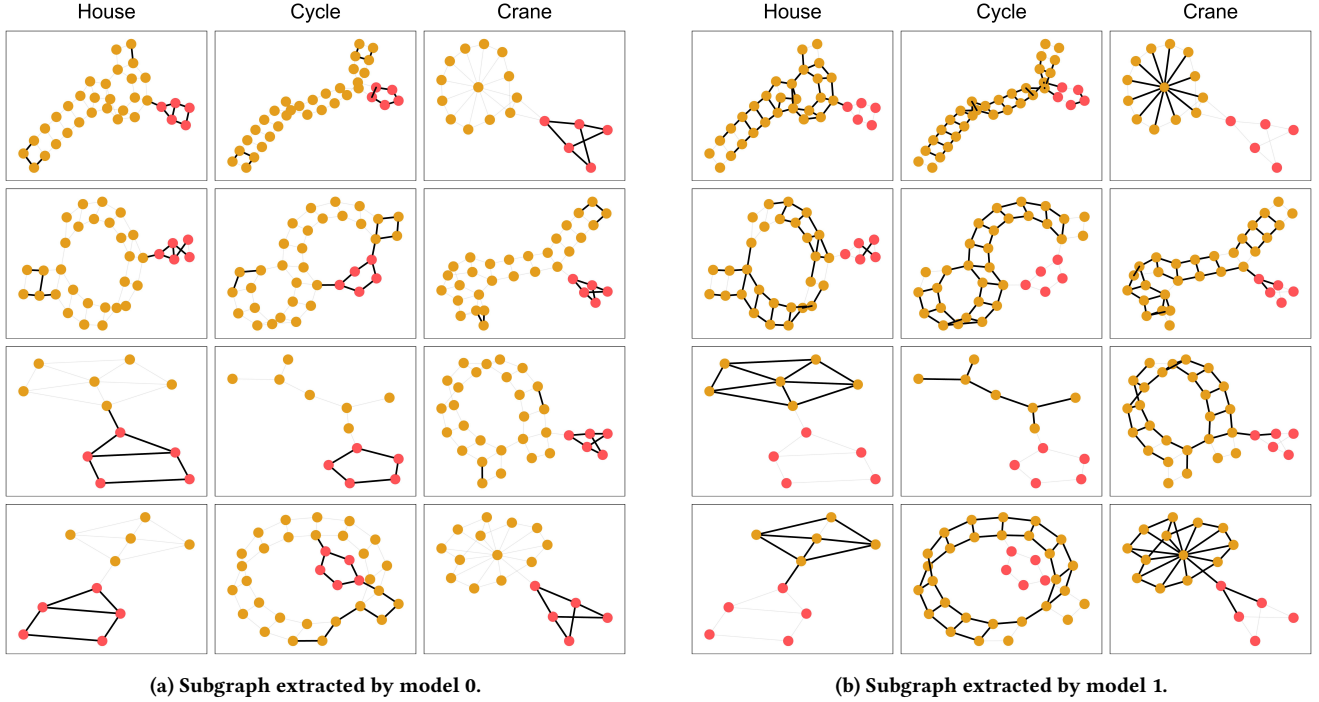 House Cycle Crane House Cycle Crane
(a) Subgraph extracted by model 0. (b) Subgraph extracted by model 1.